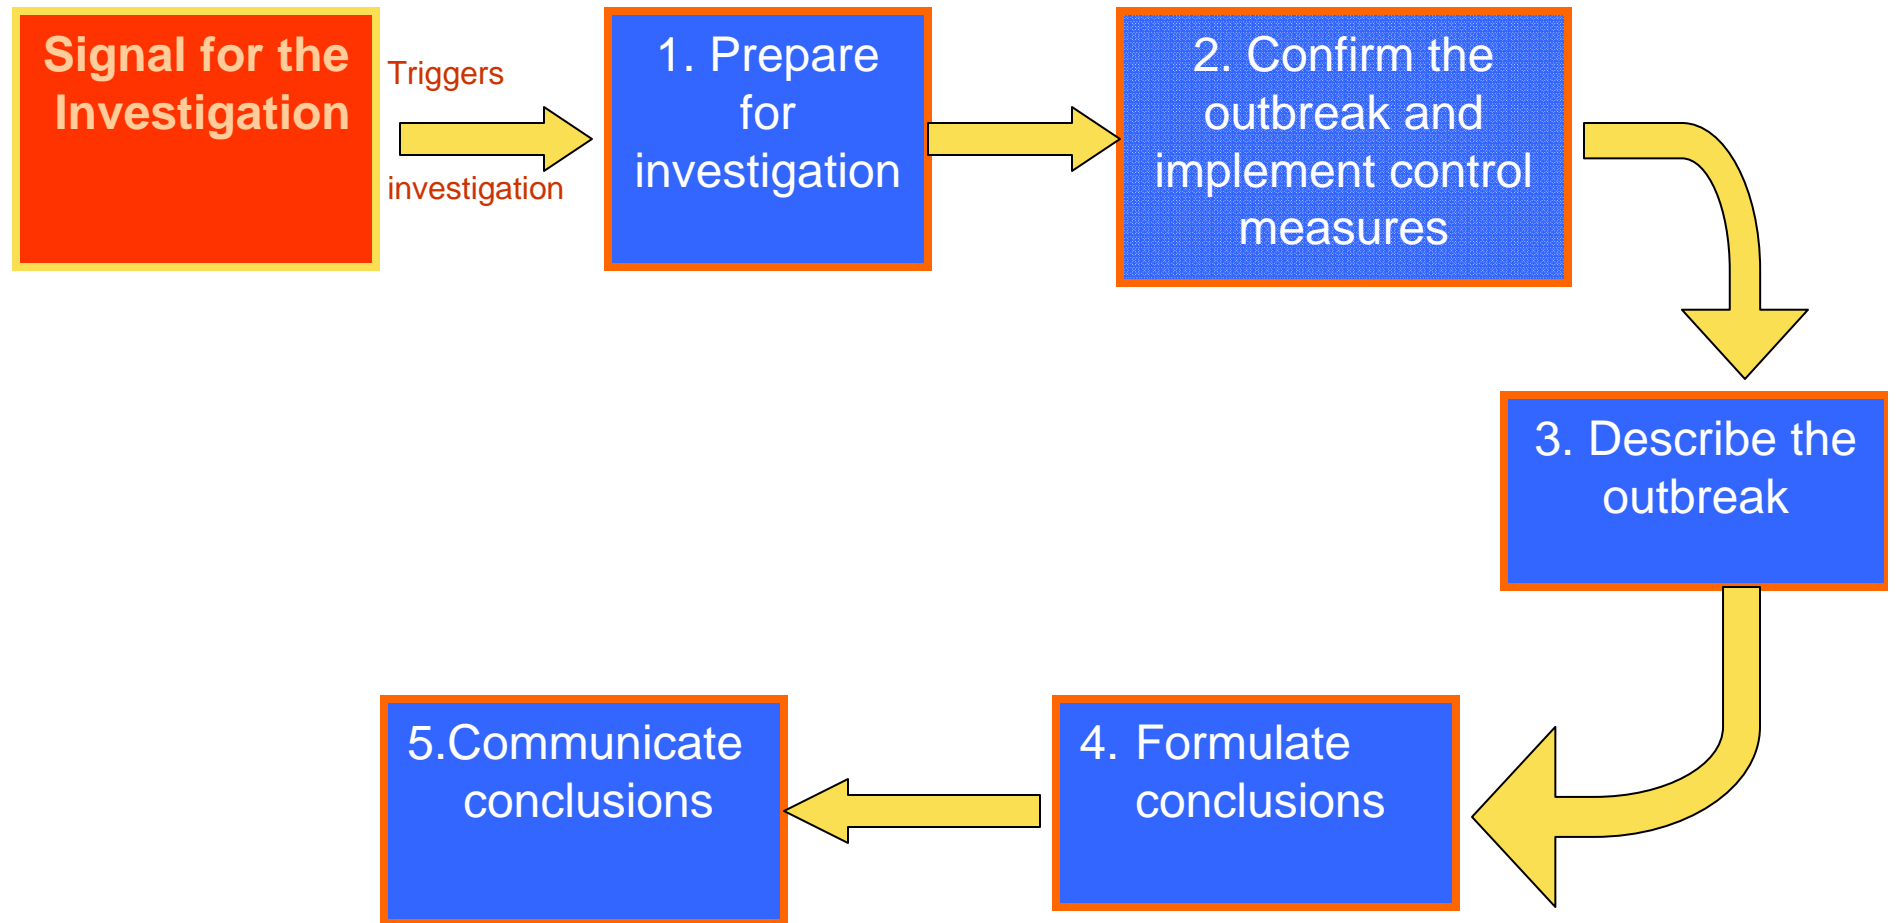 Signal for the
Investigation
Triggers
investigation
1. Prepare
for
investigation
2. Confirm the
outbreak and
implement control
measures
3. Describe the
outbreak
4. Formulate
conclusions
5.Communicate
conclusions